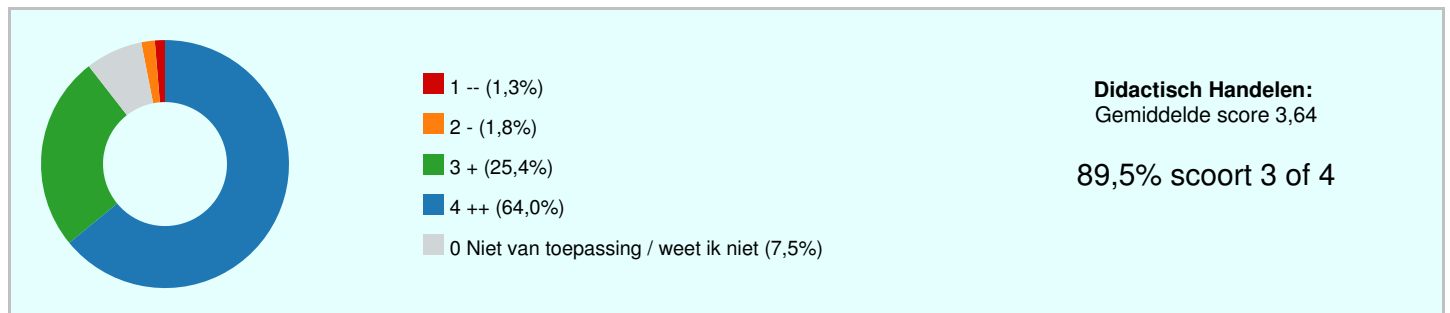 1 -- (1,3%)
2 - (1,8%)
3 + (25,4%)
4 ++ (64,0%)
0 Niet van toepassing / weet ik niet (7,5%)
Didactisch Handelen:
Gemiddelde score 3,64
89,5% scoort 3 of 4